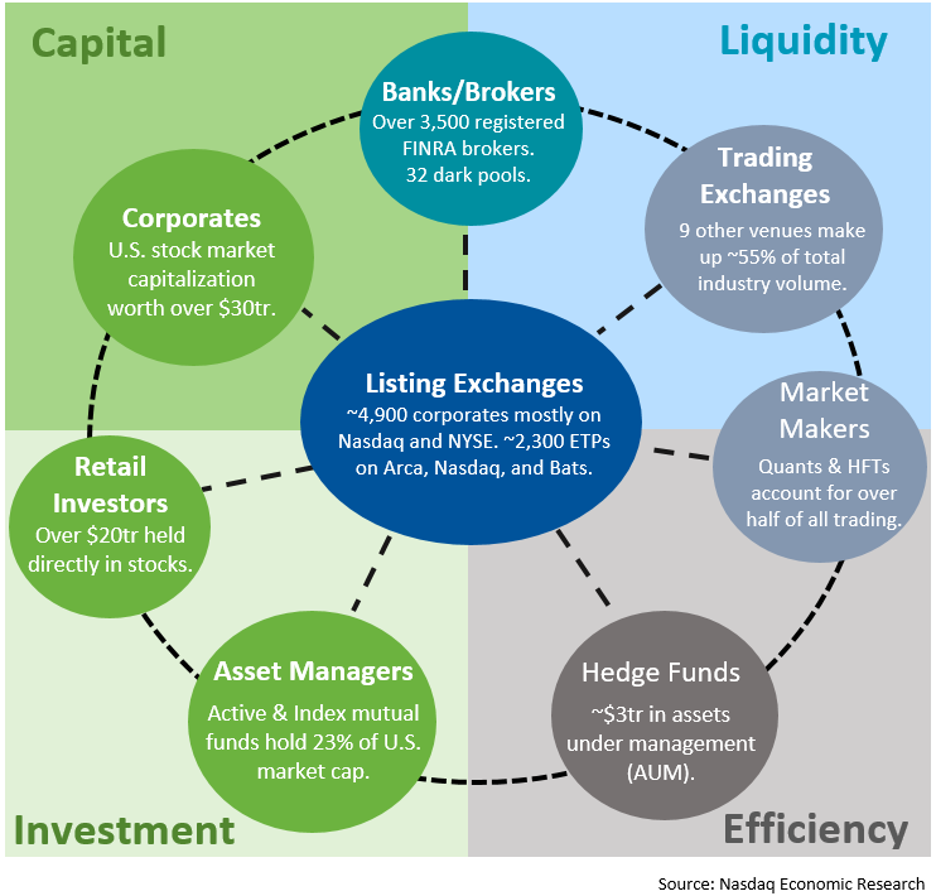 Capital
Liquidity
Banks/Brokers
Over 3,500 registered
FINRA brokers.
32 dark pools.
Trading
Exchanges
9 other venues make
up ~55% of total
industry volume.
Corporates
U.S. stock market
capitalization
worth over $30tr.
Listing Exchanges
~4,900 corporates mostly on
Nasdaq and NYSE. ~2,300 ETPs
on Arca, Nasdaq, and Bats.
Market
Makers
Quants & HFTs
account for over
half of all trading.
Retail
Investors
Over $20tr held
directly in stocks.
Asset Managers
Active & Index mutual
funds hold 23% of U.S.
market cap.
Hedge Funds
~$3tr in assets
under management
(AUM).
Investment
Efficiency
Source: Nasdaq Economic Research